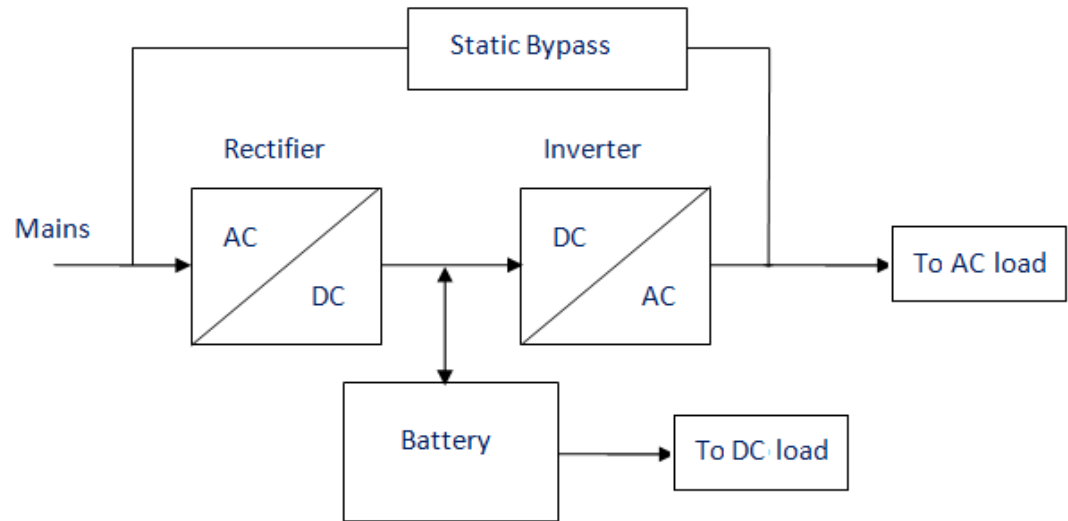 Static Bypass
Rectifier
Inverter
Mains
AC
DC
DC
AC
To AC load
Battery
To DC load